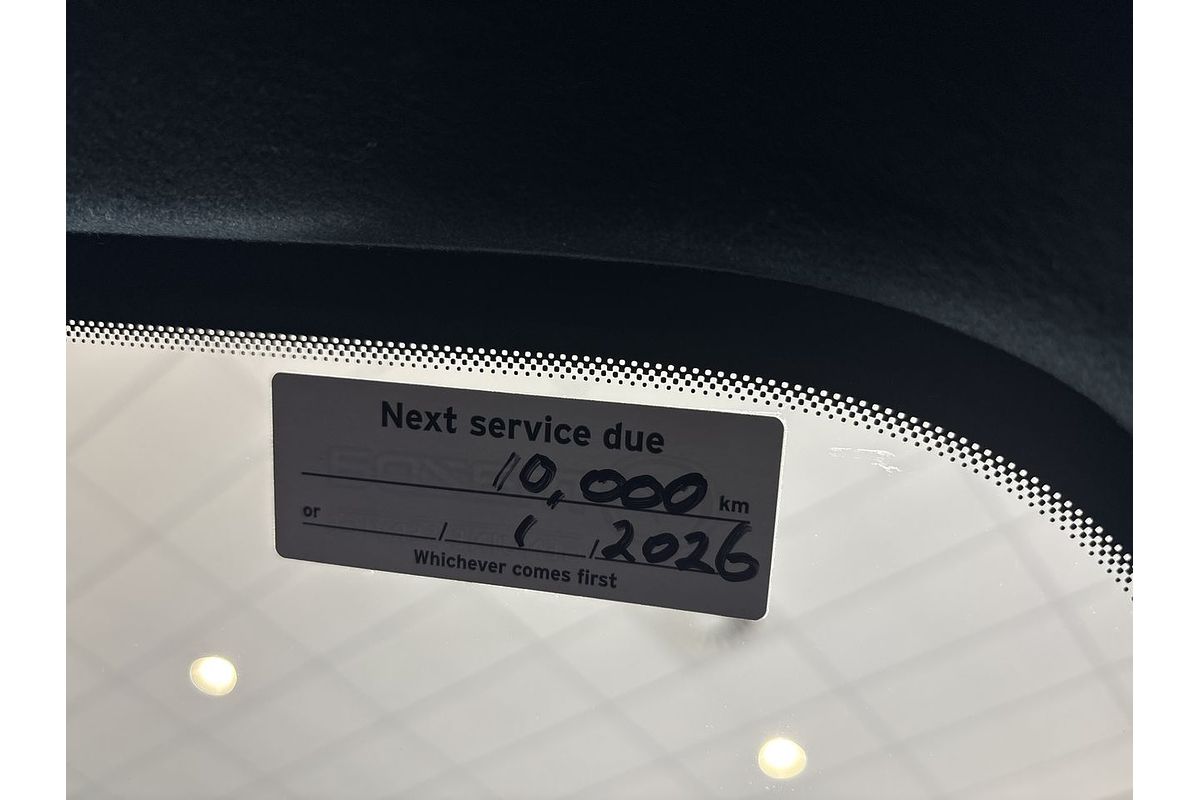 Next service due
10,000 km
or / 1 / 2026
Whichever comes first